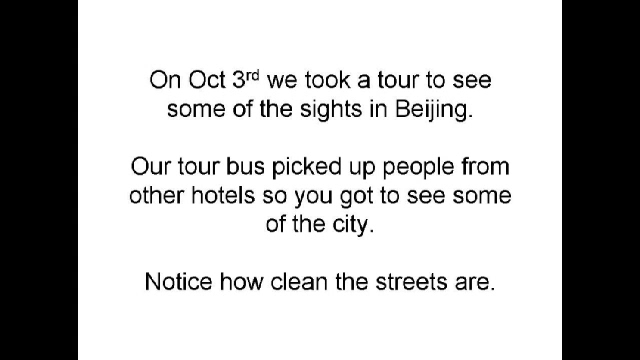 On Oct 3rd we took a tour to see
some of the sights in Beijing.
Our tour bus picked up people from
other hotels so you got to see some
of the city.
Notice how clean the streets are.